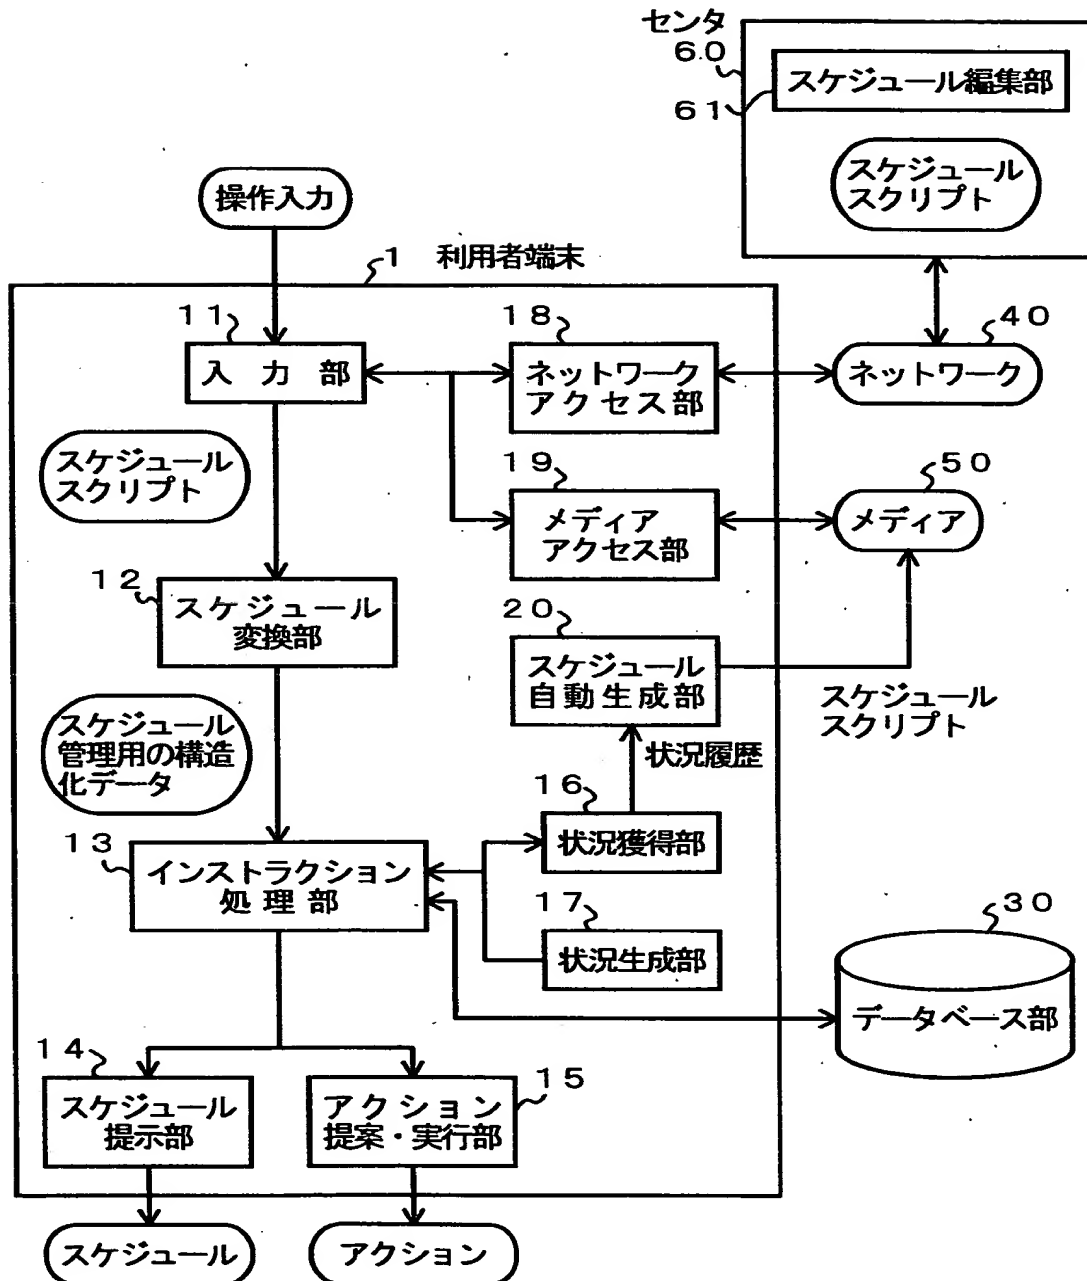 センタ
60
スケジュール編集部
61
スケジュール
スクリプト
操作入力
1
利用者端末
11
入力部
18
ネットワーク
アクセス部
40
ネットワーク
スケジュール
スクリプト
19
メディア
アクセス部
50
メディア
12
スケジュール
変換部
20
スケジュール
自動生成部
スケジュール
スクリプト
スケジュール
管理用の構造
化データ
状況履歴
16
状況獲得部
13
インストラクション
処理部
17
状況生成部
30
データベース部
14
スケジュール
提示部
15
アクション
提案・実行部
スケジュール
アクション